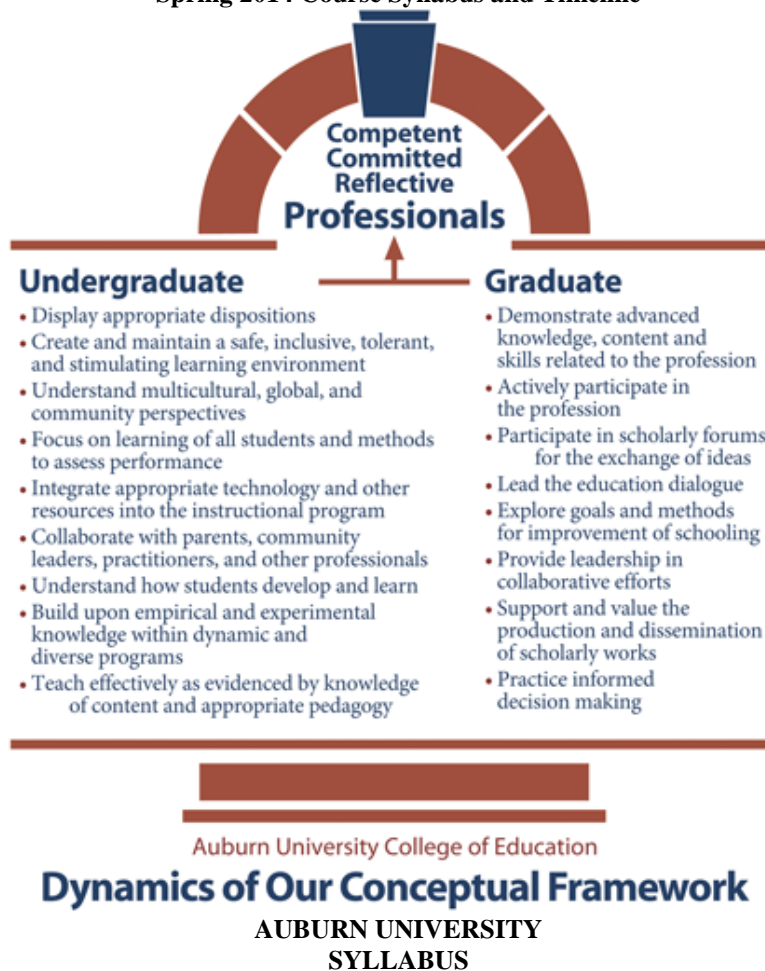 Spring 2014 Course Syllabus and Timeline
Competent
Committed
Reflective
Professionals
Undergraduate
• Display appropriate dispositions
• Create and maintain a safe, inclusive, tolerant,
and stimulating learning environment
• Understand multicultural, global, and
community perspectives
• Focus on learning of all students and methods
to assess performance
• Integrate appropriate technology and other
resources into the instructional program
• Collaborate with parents, community
leaders, practitioners, and other professionals
• Understand how students develop and learn
• Build upon empirical and experimental
knowledge within dynamic and
diverse programs
• Teach effectively as evidenced by knowledge
of content and appropriate pedagogy
Graduate
• Demonstrate advanced
knowledge, content and
skills related to the profession
• Actively participate in
the profession
• Participate in scholarly forums
for the exchange of ideas
• Lead the education dialogue
• Explore goals and methods
for improvement of schooling
• Provide leadership in
collaborative efforts
• Support and value the
production and dissemination
of scholarly works
• Practice informed
decision making
Auburn University College of Education
Dynamics of Our Conceptual Framework
AUBURN UNIVERSITY
SYLLABUS